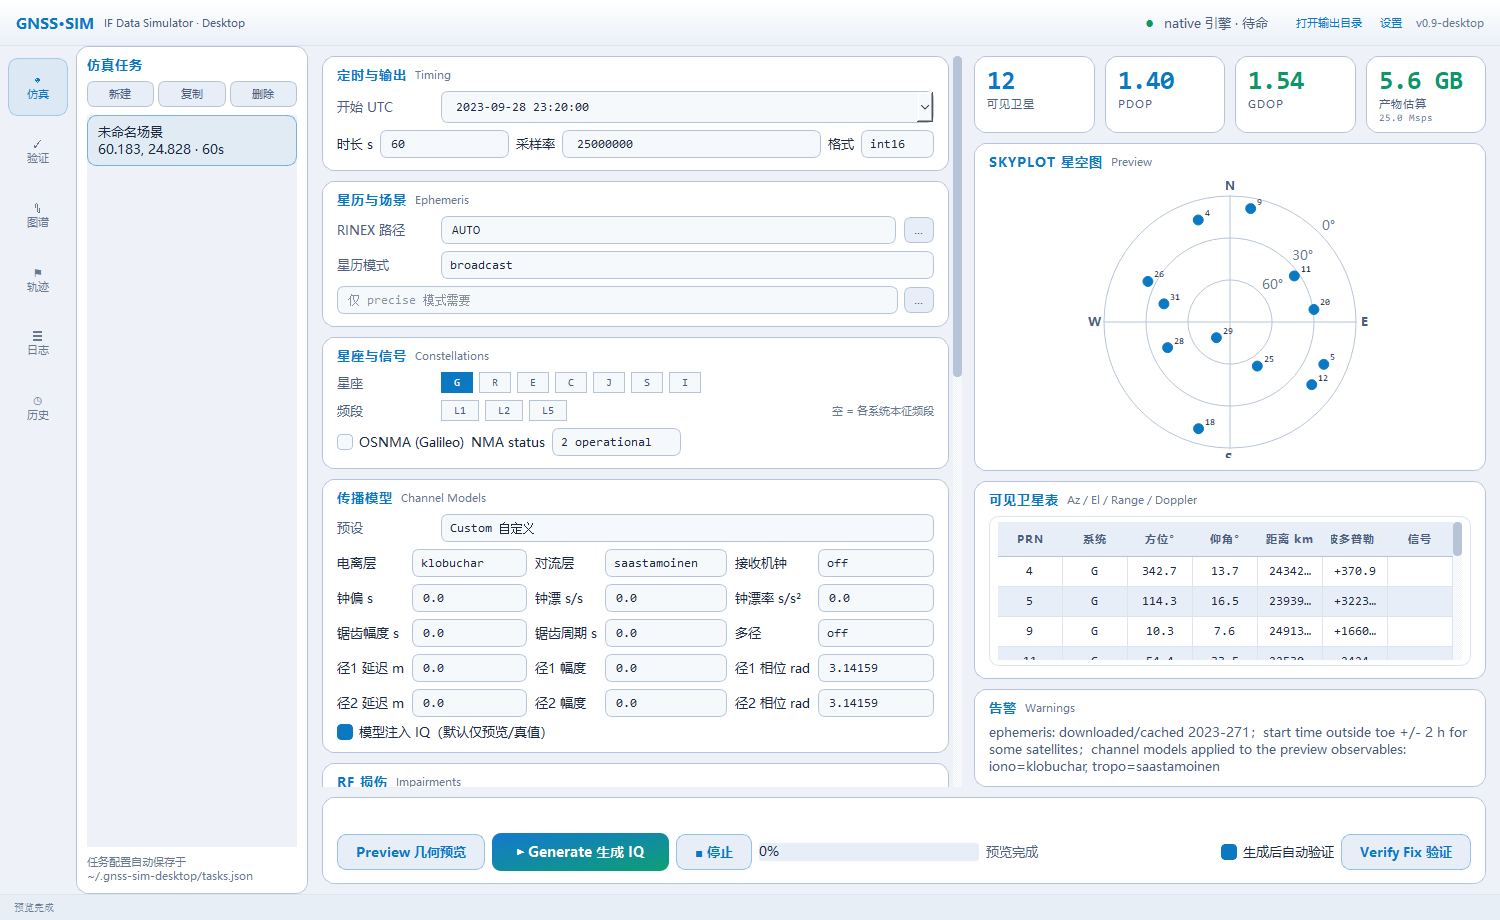 GNSS•SIM IF Data Simulator · Desktop
native 引擎 · 待命 打开输出目录 设置 v0.9-desktop
仿真
验证
图谱
轨迹
日志
历史
仿真任务
新建 复制 删除
未命名场景
60.183, 24.828 · 60s
任务配置自动保存于
~/.gnss-sim-desktop/tasks.json
定时与输出 Timing
开始 UTC 2023-09-28 23:20:00
时长 s 60 采样率 25000000 格式 int16
星历与场景 Ephemeris
RINEX 路径 AUTO ...
星历模式 broadcast
仅 precise 模式需要 ...
星座与信号 Constellations
星座 G R E C J S I
频段 L1 L2 L5 空 = 各系统本征频段
OSNMA (Galileo) NMA status 2 operational
传播模型 Channel Models
预设 Custom 自定义
电离层 klobuchar 对流层 saastamoinen 接收机钟 off
钟偏 s 0.0 钟漂 s/s 0.0 钟漂率 s/s² 0.0
锯齿幅度 s 0.0 锯齿周期 s 0.0 多径 off
径1 延迟 m 0.0 径1 幅度 0.0 径1 相位 rad 3.14159
径2 延迟 m 0.0 径2 幅度 0.0 径2 相位 rad 3.14159
模型注入 IQ（默认仅预览/真值）
RF 损伤 Impairments
12 可见卫星
1.40 PDOP
1.54 GDOP
5.6 GB 产物估算
25.0 Msps
SKYPLOT 星空图 Preview
N
4 9
0°
30°
26 11
60°
31 20
W E
29
28
25 5
12
18
可见卫星表 Az / El / Range / Doppler
PRN 系统 方位° 仰角° 距离 km 多普勒 信号
4 G 342.7 13.7 24342… +370.9
5 G 114.3 16.5 23939… +3223…
9 G 10.3 7.6 24913… +1660…
告警 Warnings
ephemeris: downloaded/cached 2023-271；start time outside toe +/- 2 h for
some satellites；channel models applied to the preview observables:
iono=klobuchar, tropo=saastamoinen
Preview 几何预览 Generate 生成 IQ 停止 0% 预览完成 生成后自动验证 Verify Fix 验证
预览完成